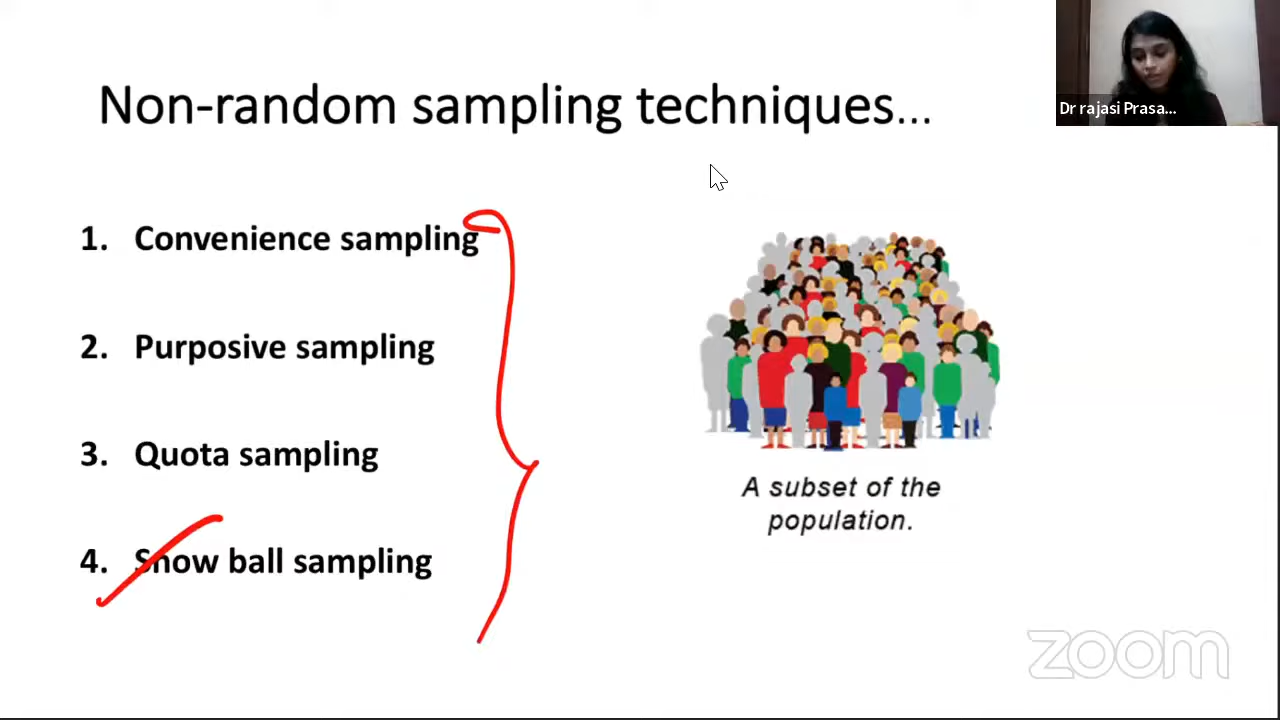 Non-random sampling techniques...
Dr rajasi Prasa...
1. Convenience sampling
2. Purposive sampling
3. Quota sampling
4. Snow ball sampling
A subset of the
population.
zoom